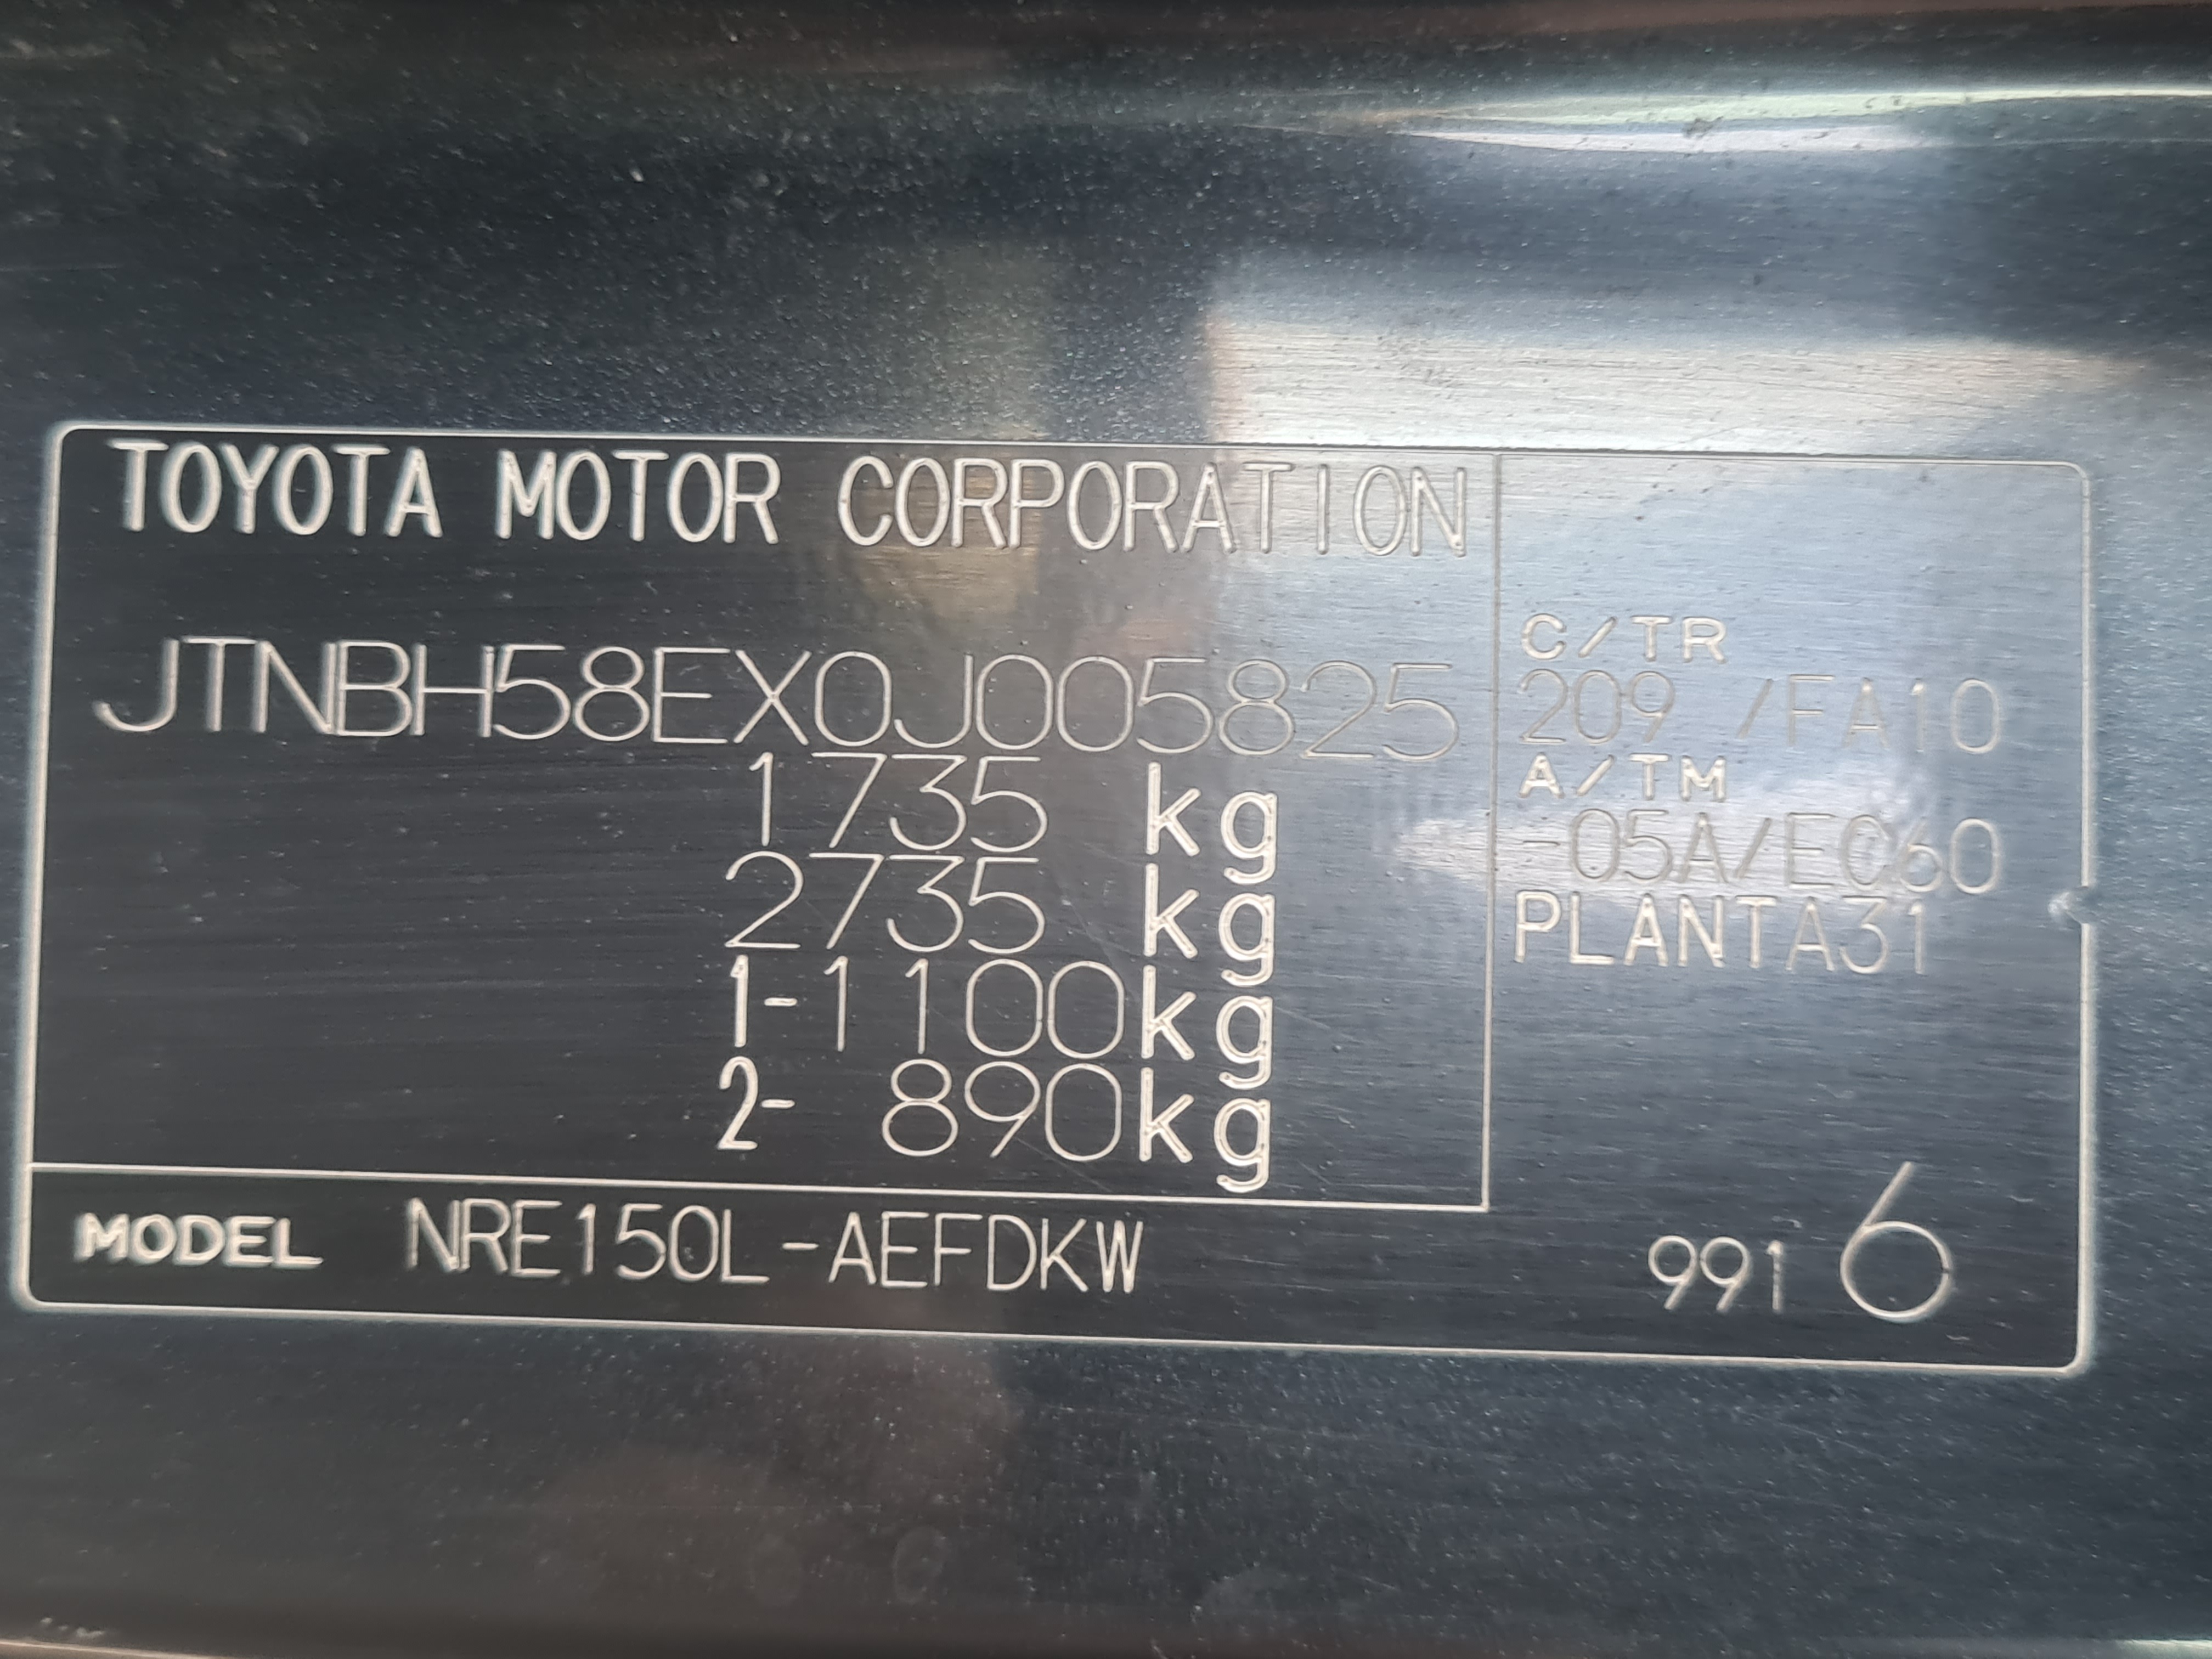 TOYOTA MOTOR CORPORATION
JTNBH58EX0J005825
1735 kg
2735 kg
1-1100kg
2- 890kg
C/TR
209 /FA10
A/TM
-05A/EC60
PLANTA31
MODEL NRE150L-AEFDKW
991 6